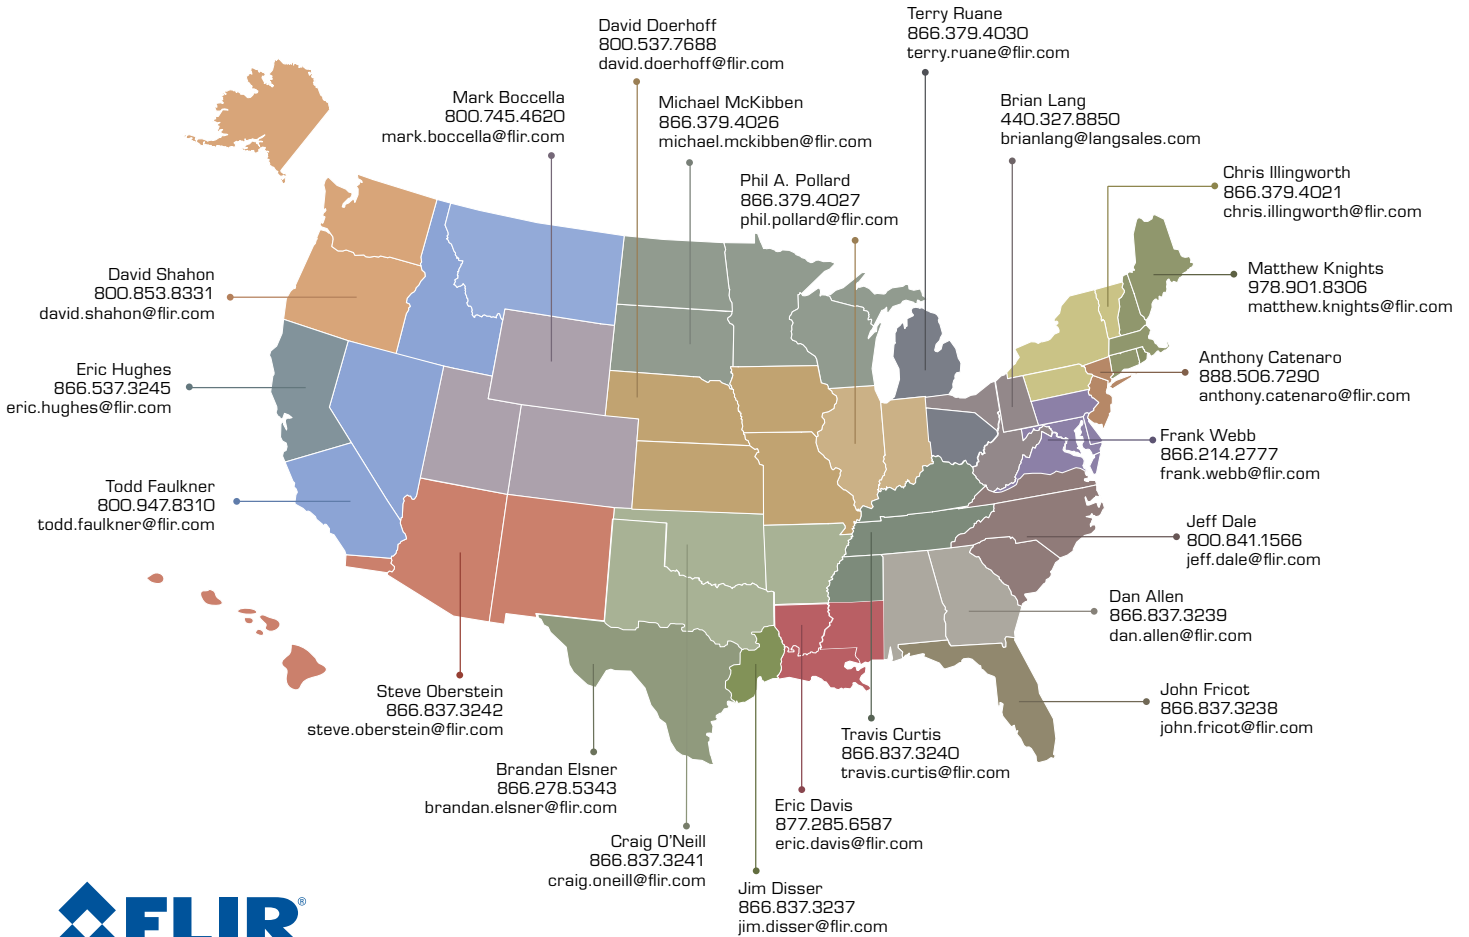 Terry Ruane
866.379.4030
terry.ruane@flir.com
David Doerhoff
800.537.7688
david.doerhoff@flir.com
Mark Boccella
800.745.4620
mark.boccella@flir.com
Michael McKibben
866.379.4026
michael.mckibben@flir.com
Brian Lang
440.327.8850
brianlang@langsales.com
Phil A. Pollard
866.379.4027
phil.pollard@flir.com
Chris Illingworth
866.379.4021
chris.illingworth@flir.com
David Shahon
800.853.8331
david.shahon@flir.com
Matthew Knights
978.901.8306
matthew.knights@flir.com
Eric Hughes
866.537.3245
eric.hughes@flir.com
Anthony Catenaro
888.506.7290
anthony.catenaro@flir.com
Frank Webb
866.214.2777
frank.webb@flir.com
Todd Faulkner
800.947.8310
todd.faulkner@flir.com
Jeff Dale
800.841.1566
jeff.dale@flir.com
Dan Allen
866.837.3239
dan.allen@flir.com
Steve Oberstein
866.837.3242
steve.oberstein@flir.com
John Fricot
866.837.3238
john.fricot@flir.com
Travis Curtis
866.837.3240
travis.curtis@flir.com
Brandan Elsner
866.278.5343
brandan.elsner@flir.com
Eric Davis
877.285.6587
eric.davis@flir.com
Craig O'Neill
866.837.3241
craig.oneill@flir.com
Jim Disser
866.837.3237
jim.disser@flir.com
FLIR®